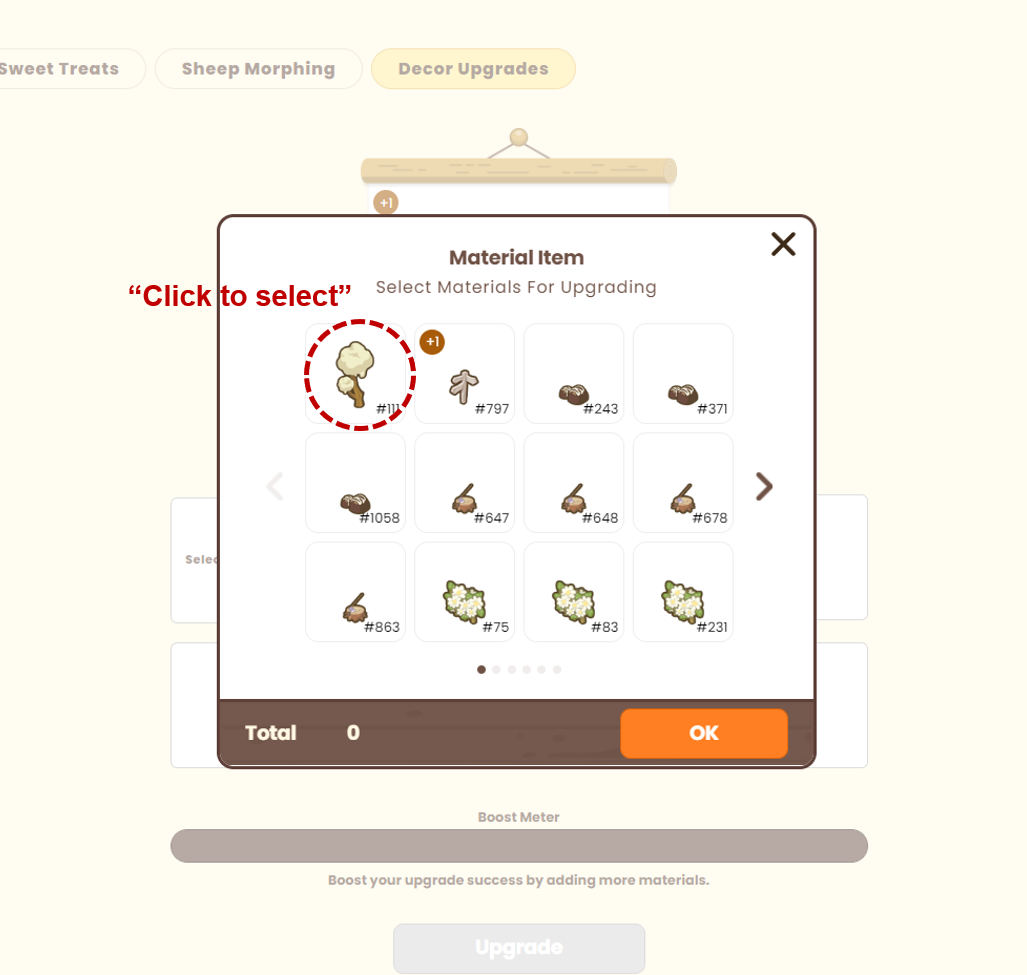 Sweet Treats
Sheep Morphing
Decor Upgrades
+1
Material Item
Select Materials For Upgrading
“Click to select”
#111
+1
#797
#243
#371
#1058
#647
#648
#678
#863
#75
#83
#231
Total 0
OK
Boost Meter
Boost your upgrade success by adding more materials.
Upgrade